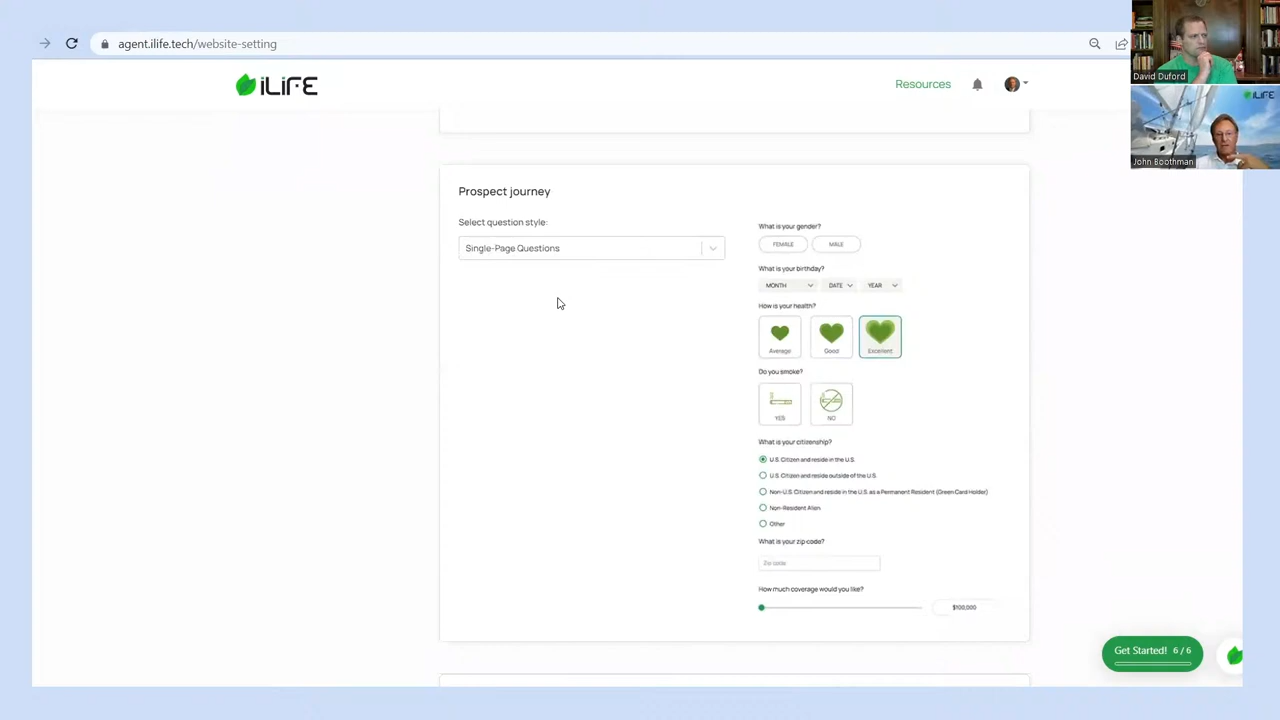 agent.ilife.tech/website-setting
iLiFE
Resources
David Duford
iLiFE
John Boothman
Prospect journey
Select question style:
Single-Page Questions
What is your gender?
FEMALE MALE
What is your birthday?
MONTH DATE YEAR
How is your health?
Average Good Excellent
Do you smoke?
YES NO
What is your citizenship?
U.S. Citizen and reside in the U.S.
U.S. Citizen and reside outside of the U.S.
Non-U.S. Citizen and reside in the U.S. as a Permanent Resident (Green Card Holder)
Non-Resident Alien
Other
What is your zip code?
Zip code
How much coverage would you like?
$100,000
Get Started! 6 / 6